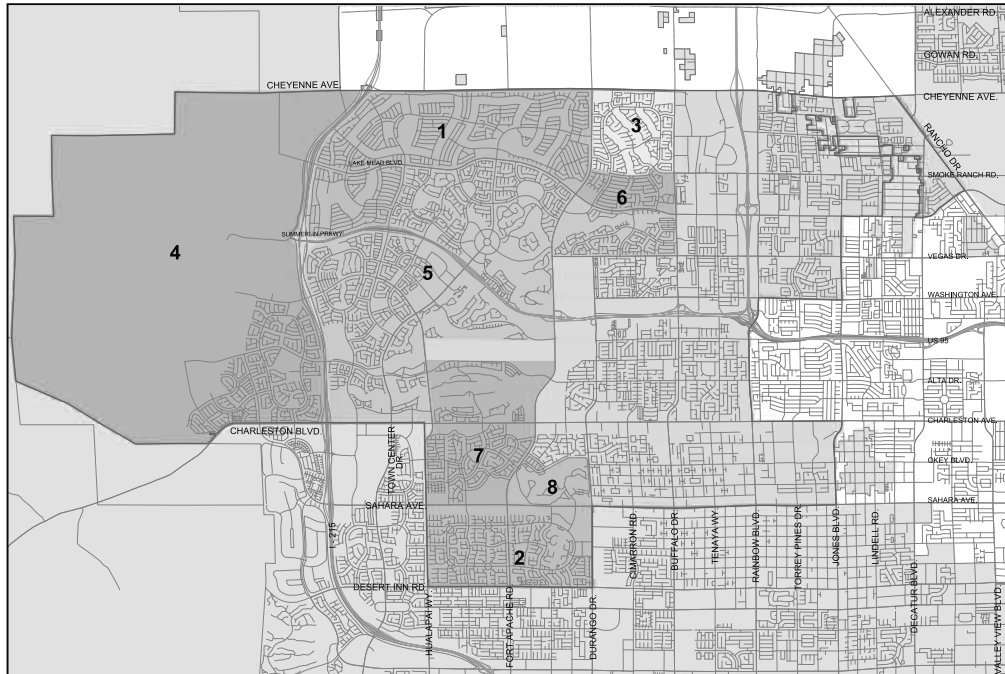 ALEXANDER RD.
GOWAN RD.
CHEYENNE AVE.
CHEYENNE AVE.
1
3
RANCHO DR.
LAKE MEAD BLVD.
SMOKE RANCH RD.
6
SUMMERLIN PRKWY.
4
5
VEGAS DR.
WASHINGTON AVE.
US 95
ALTA DR.
CHARLESTON AVE.
CHARLESTON BLVD.
TOWN CENTER
DR.
7
OKEY BLVD.
8
SAHARA AVE.
SAHARA AVE.
I-215
CIMARRON RD.
BUFFALO DR.
TENAYA WY.
RAINBOW BLVD.
TORREY PINES DR.
JONES BLVD.
LINDELL RD.
2
DESERT INN RD.
HUALAPAI WY.
FORT APACHE RD.
DURANGO DR.
DECATUR BLVD.
VALLEY VIEW BLVD.